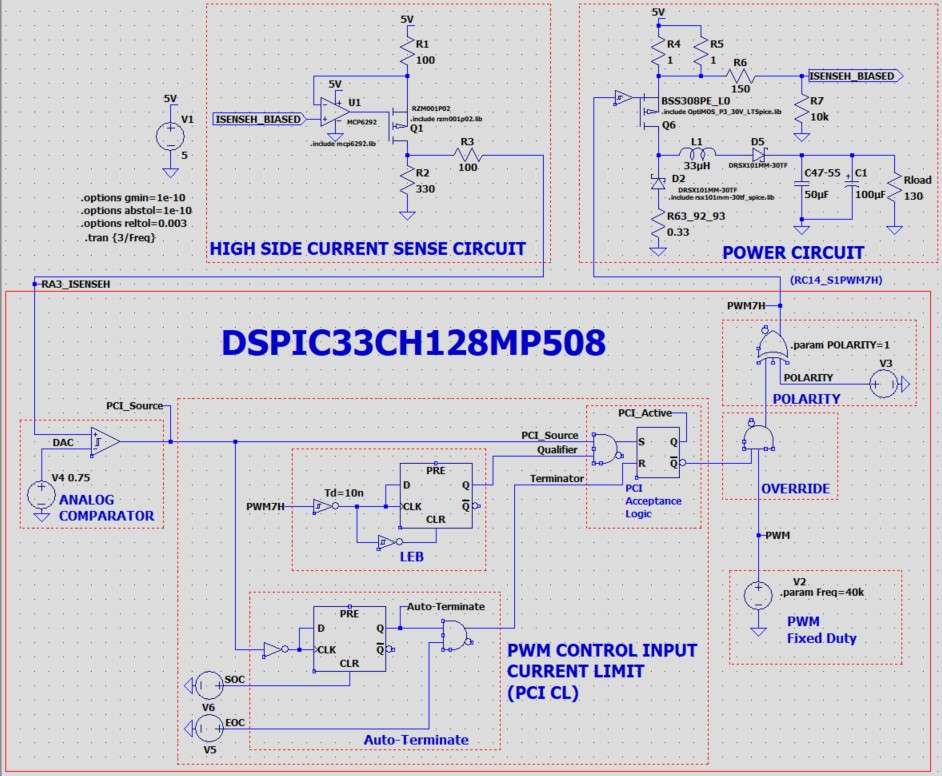 5V
R1
100
5V
U1
MCP6292
.include mcp6292.lib
ISENSEH_BIASED
RZM001P02
.include rzm001p02.lib
Q1
R3
100
R2
330
HIGH SIDE CURRENT SENSE CIRCUIT
5V
V1
5
.options gmin=1e-10
.options abstol=1e-10
.options reltol=0.003
.tran {3/Freq}
5V
R4
1
R5
1
R6
150
ISENSEH_BIASED
R7
10k
BSS308PE_L0
.include OptiMOS_P3_30V_LTSpice.lib
Q6
L1
33µH
D5
DRSX101MM-30TF
D2
DRSX101MM-30TF
.include rsx101mm-30tf_spice.lib
R63_92_93
0.33
C47-55
50µF
C1
100µF
Rload
130
POWER CIRCUIT
(RC14_S1PWM7H)
RA3_ISENSEH
DSPIC33CH128MP508
PWM7H
.param POLARITY=1
V3
POLARITY
POLARITY
PCI_Source
DAC
V4 0.75
ANALOG
COMPARATOR
PCI_Active
PCI_Source
Qualifier
Terminator
S
Q
R
Q
PCI
Acceptance
Logic
OVERRIDE
PWM7H
Td=10n
PRE
D
Q
CLK
Q
CLR
LEB
PWM
V2
.param Freq=40k
PWM
Fixed Duty
PRE
D
Q
CLK
Q
CLR
Auto-Terminate
SOC
V6
EOC
V5
Auto-Terminate
PWM CONTROL INPUT
CURRENT LIMIT
(PCI CL)